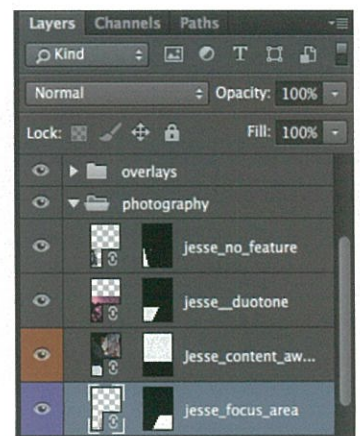 Layers Channels Paths
Kind T
Normal Opacity: 100%
Lock: Fill: 100%
overlays
photography
jesse_no_feature
jesse__duotone
Jesse_content_aw...
jesse_focus_area